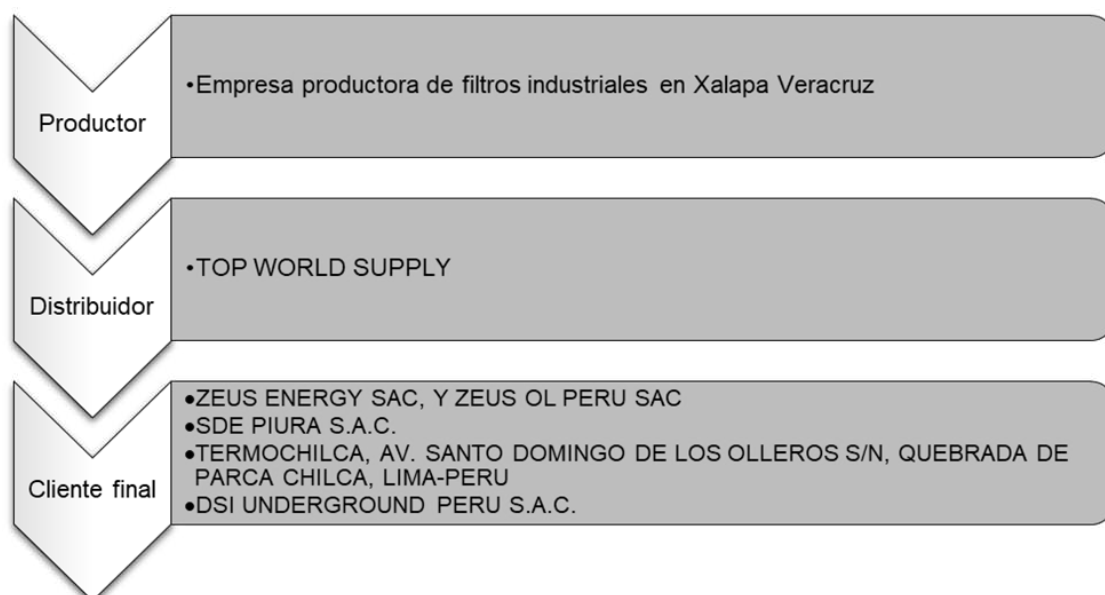 Productor
•Empresa productora de filtros industriales en Xalapa Veracruz
Distribuidor
•TOP WORLD SUPPLY
Cliente final
•ZEUS ENERGY SAC, Y ZEUS OL PERU SAC
•SDE PIURA S.A.C.
•TERMOCHILCA, AV. SANTO DOMINGO DE LOS OLLEROS S/N, QUEBRADA DE
PARCA CHILCA, LIMA-PERU
•DSI UNDERGROUND PERU S.A.C.